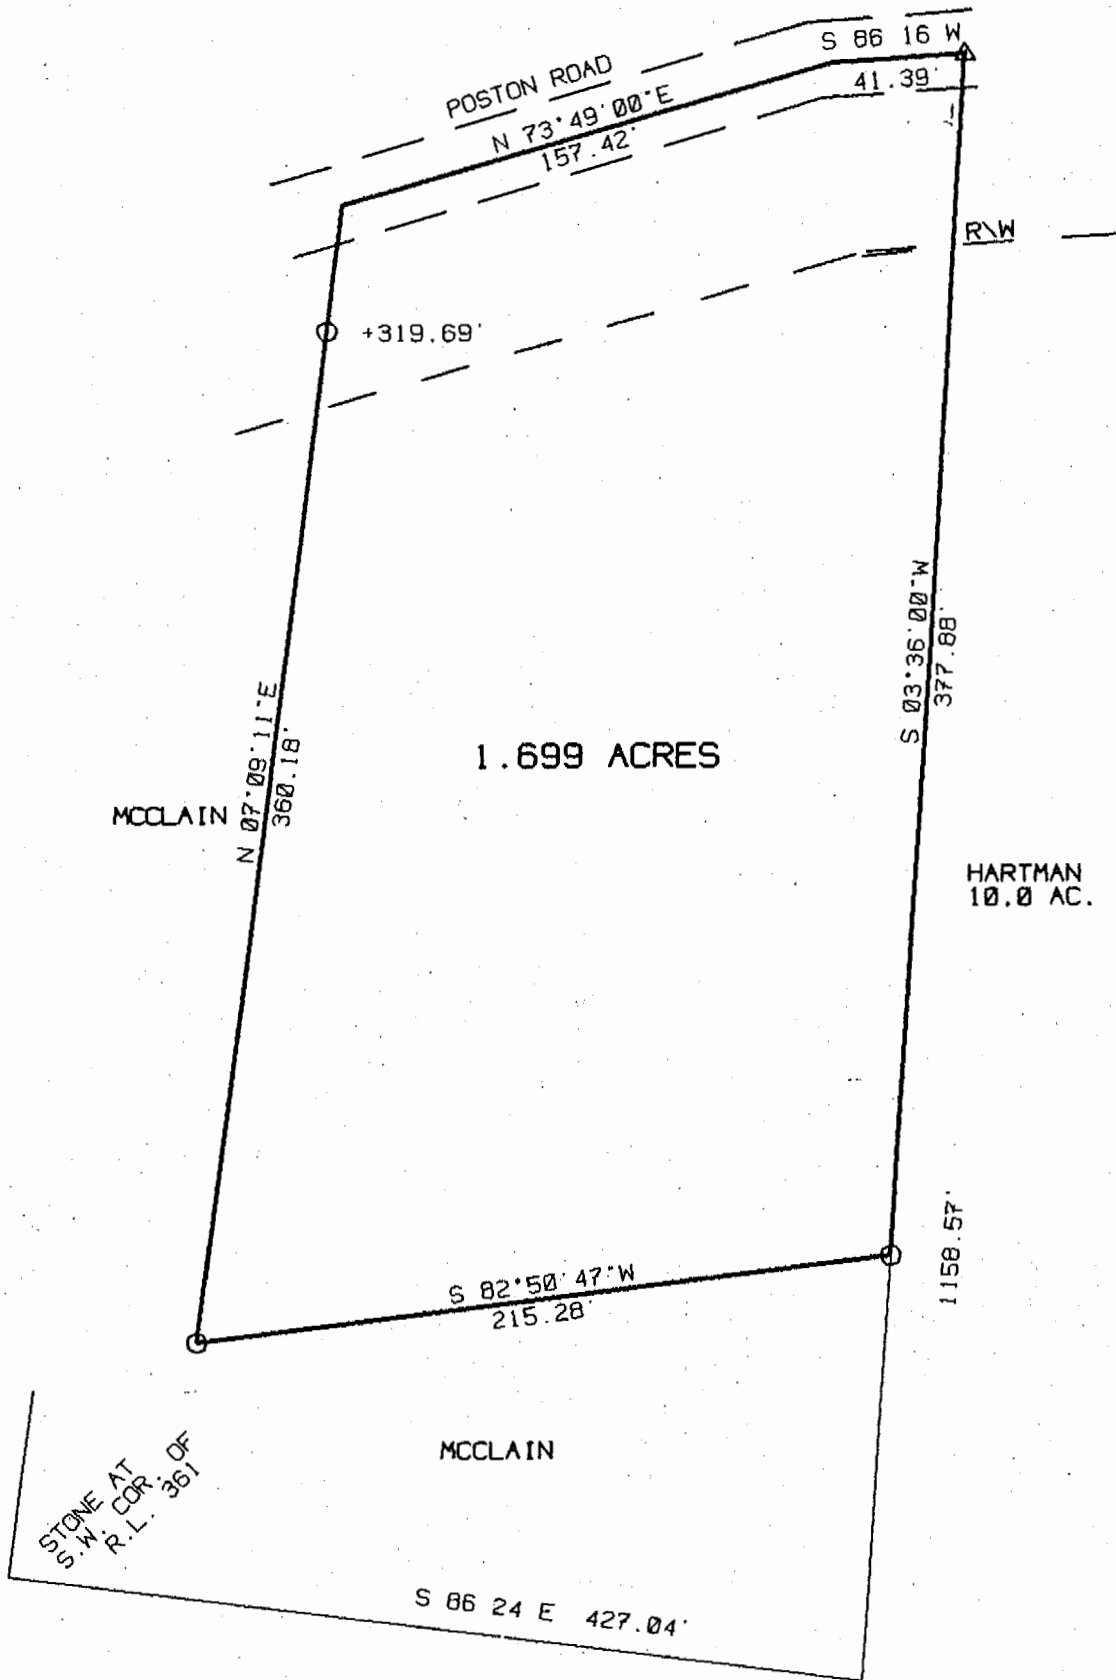 S 86 16 W
41.39'
POSTON ROAD
N 73°49'00"E
157.42'
R\W
+319.69'
S 03°36'00"W
377.88'
1.699 ACRES
N 07°09'11"E
360.18'
MCCLAIN
HARTMAN
10.0 AC.
1158.57'
S 82°50'47"W
215.28'
MCCLAIN
STONE AT
S.W. COR. OF
R.L. 361
S 86 24 E 427.04'